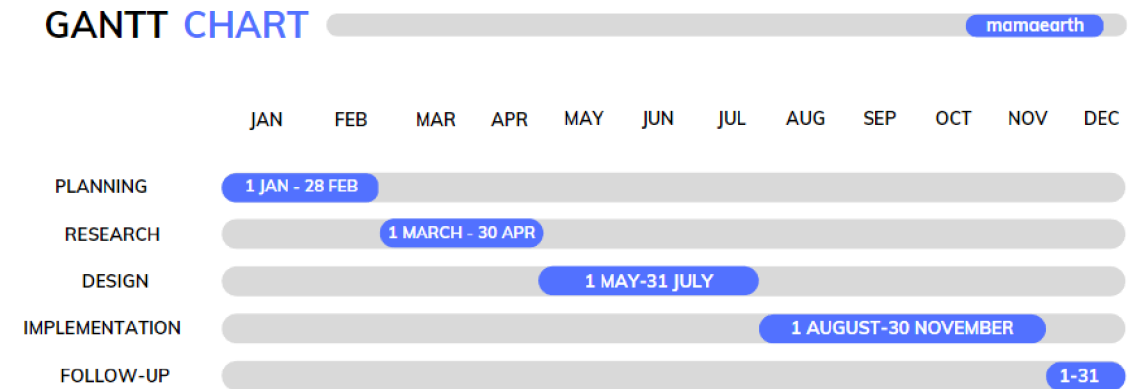 GANTT CHART mamaearth
JAN FEB MAR APR MAY JUN JUL AUG SEP OCT NOV DEC
PLANNING 1 JAN - 28 FEB
RESEARCH 1 MARCH - 30 APR
DESIGN 1 MAY-31 JULY
IMPLEMENTATION 1 AUGUST-30 NOVEMBER
FOLLOW-UP 1-31